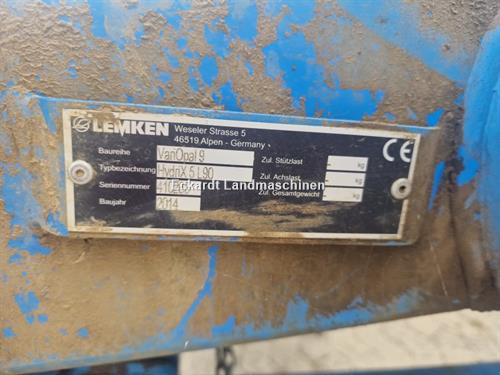 LEMKEN Weseler Strasse 5
46519 Alpen - Germany
Baureihe VariOpal 9 Zul. Stützlast - kg
Typbezeichnung HydriX 5 L90 Zul. Achslast - kg
Eckardt Landmaschinen
Seriennummer Zul. Gesamtgewicht - kg
Baujahr 2014
CE